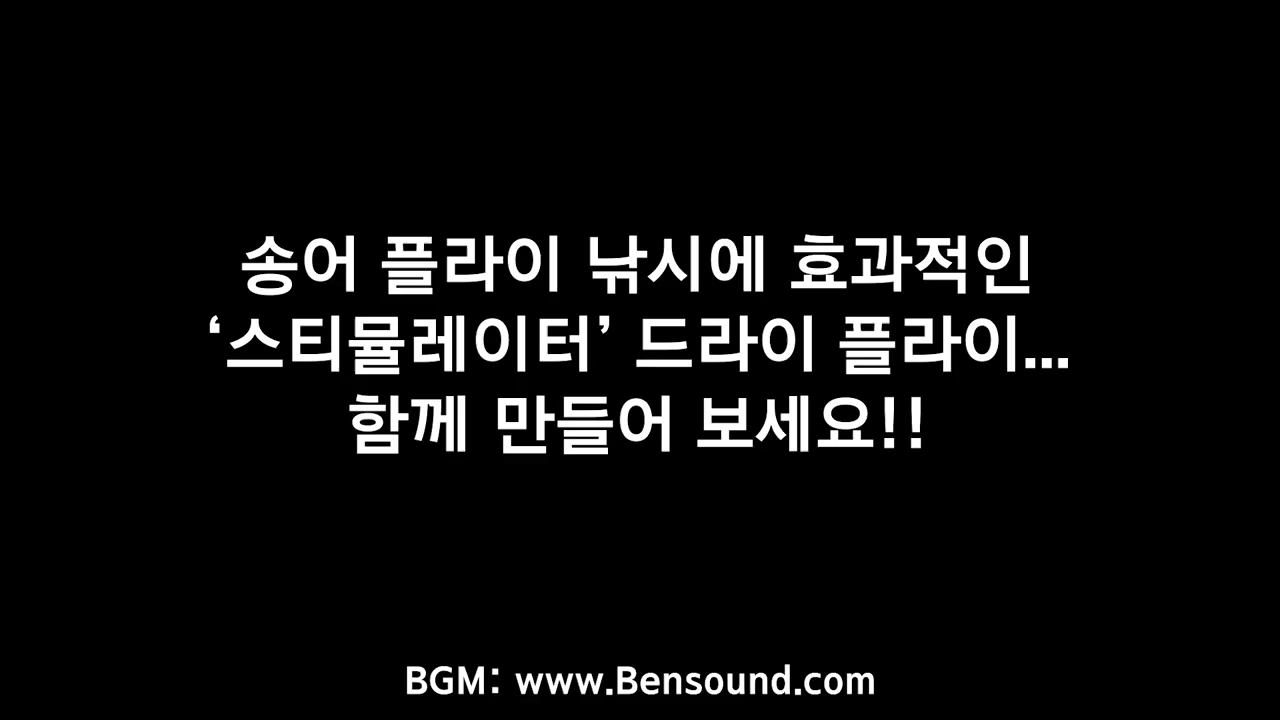 송어 플라이 낚시에 효과적인
‘스티뮬레이터’ 드라이 플라이...
함께 만들어 보세요!!
BGM: www.Bensound.com